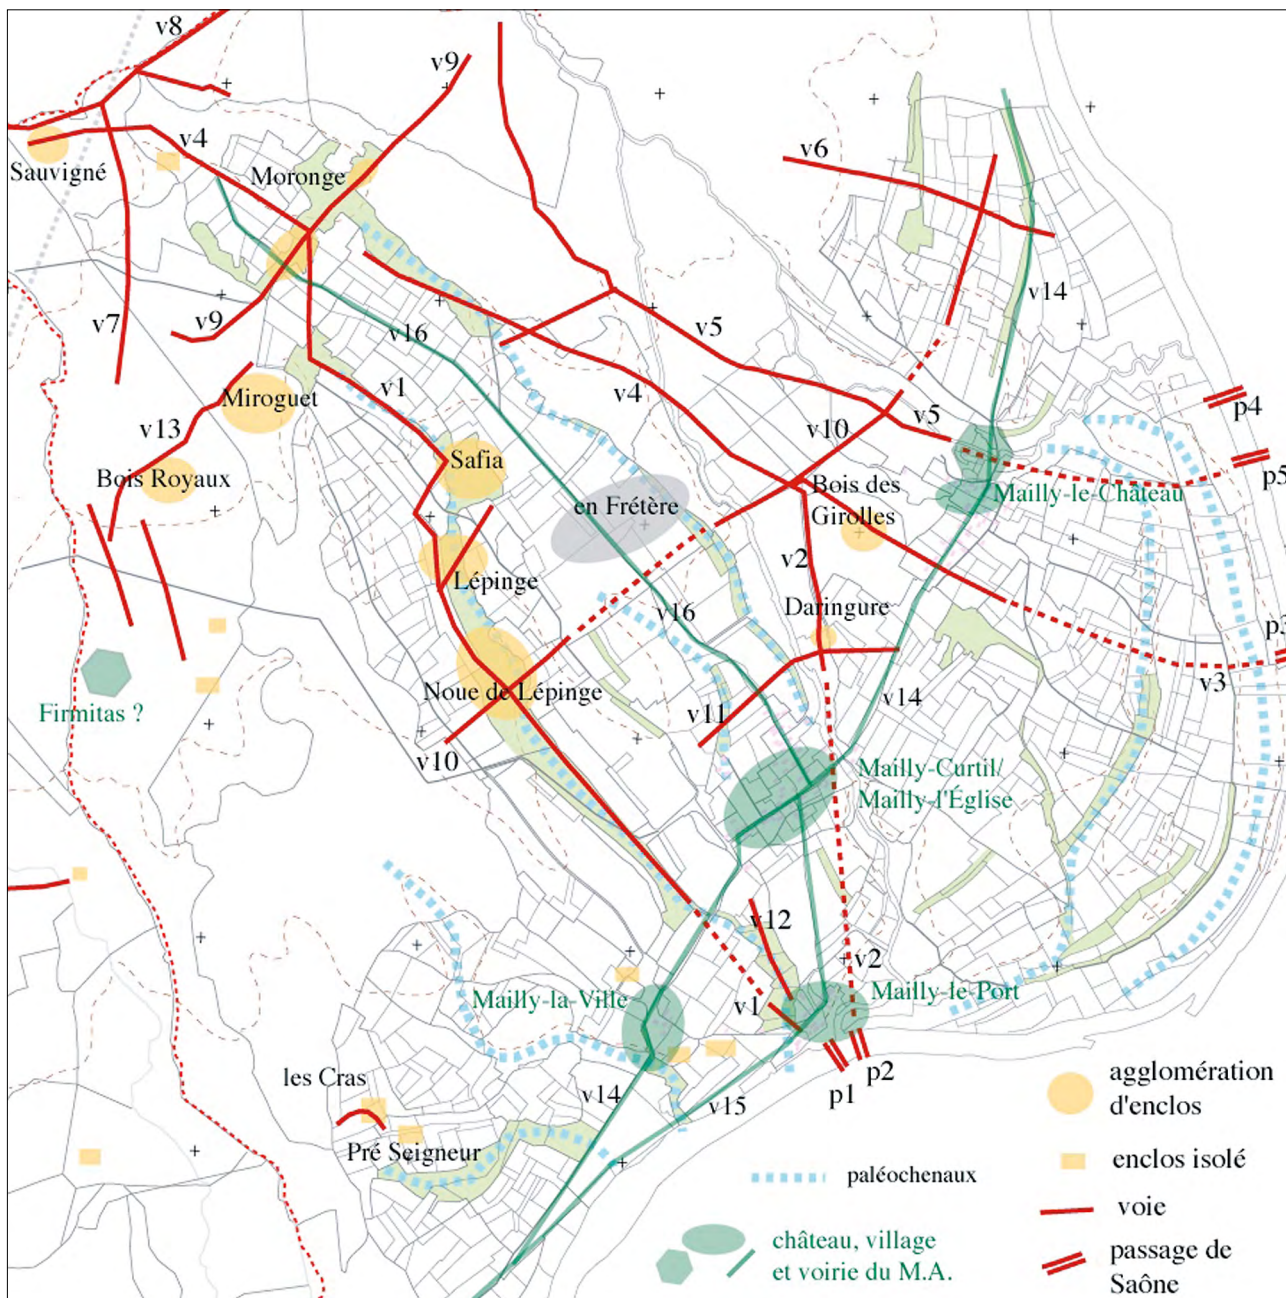 v8
v9
v4
Sauvigné
Moronge
v6
v14
v7
v9
v16
v5
v4
Miroguet
v1
v13
v10
v5
p4
p5
Safia
Bois Royaux
en Frétère
Bois des
Girolles
Mailly-le-Château
v2
Lépinge
Daringure
v16
p3
v3
Noue de Lépinge
Firmitas ?
v11
v14
v10
Mailly-Curtil/
Mailly-l'Église
v12
v2
Mailly-la-Ville
v1
Mailly-le-Port
p1
p2
les Cras
v14
v15
Pré Seigneur
agglomération
d'enclos
enclos isolé
paléochenaux
voie
château, village
et voirie du M.A.
passage de
Saône